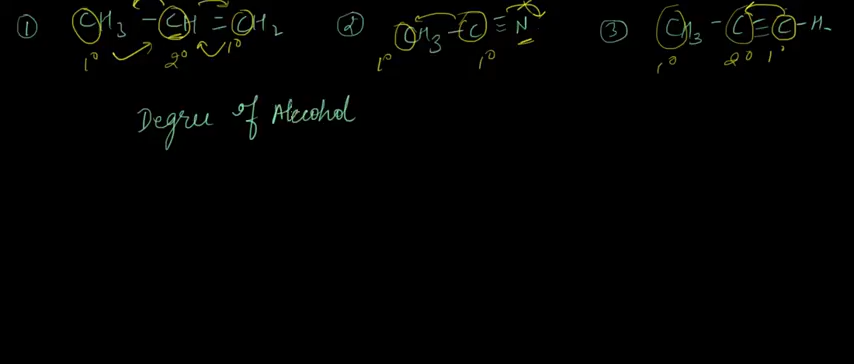 ① CH3 - CH = CH2 ② CH3 - C ≡ N ③ CH3 - C ≡ C - H
1° 2° 1° 1° 1° 1° 2° 1°
Degree of Alcohol